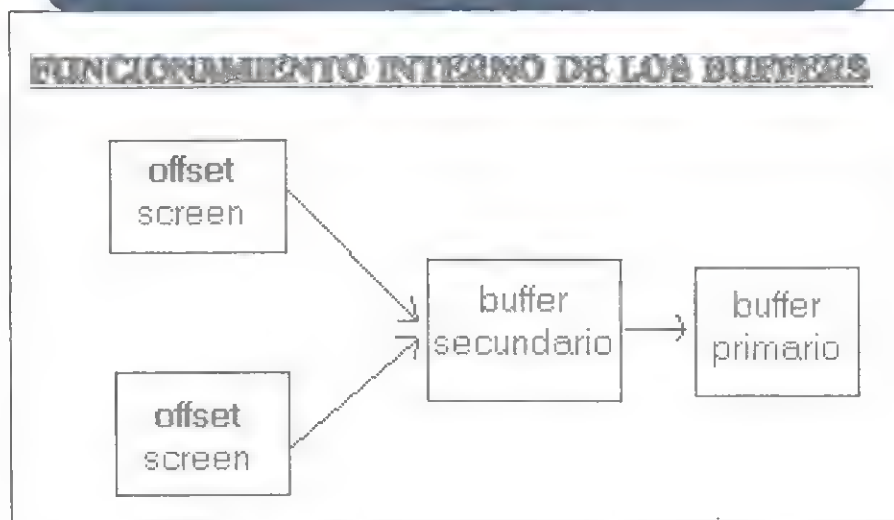 FUNCIONAMIENTO INTERNO DE LOS BUFFERS
offset
screen
buffer
secundario
buffer
primario
offset
screen